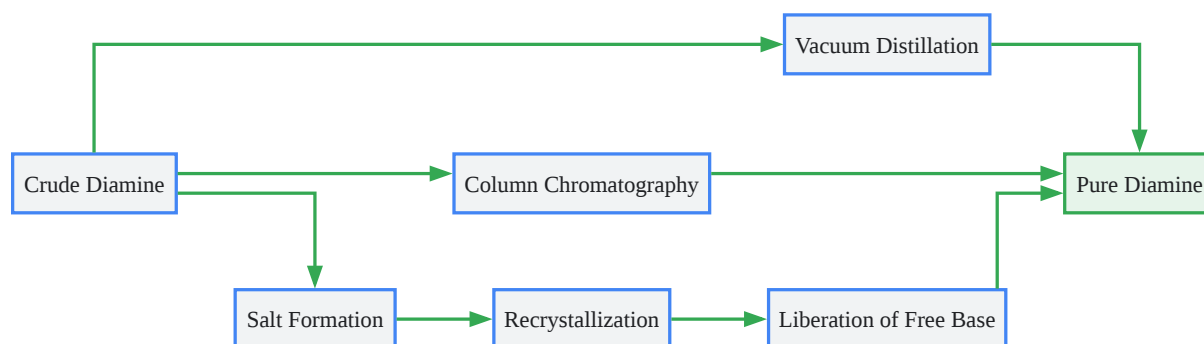 Vacuum Distillation
Crude Diamine
Column Chromatography
Pure Diamine
Salt Formation
Recrystallization
Liberation of Free Base